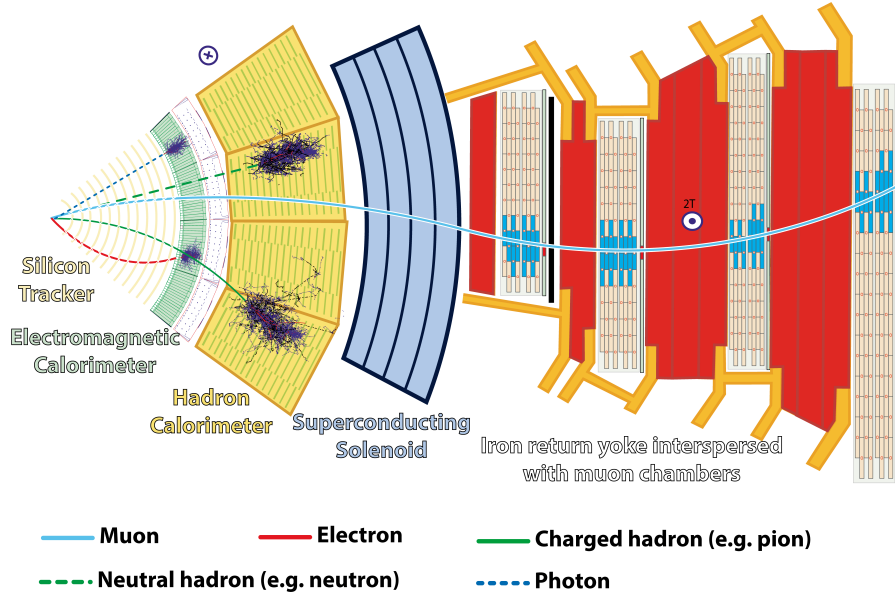 2T
Silicon
Tracker
Electromagnetic
Calorimeter
Hadron
Calorimeter
Superconducting
Solenoid
Iron return yoke interspersed
with muon chambers
Muon
Electron
Charged hadron (e.g. pion)
Neutral hadron (e.g. neutron)
Photon